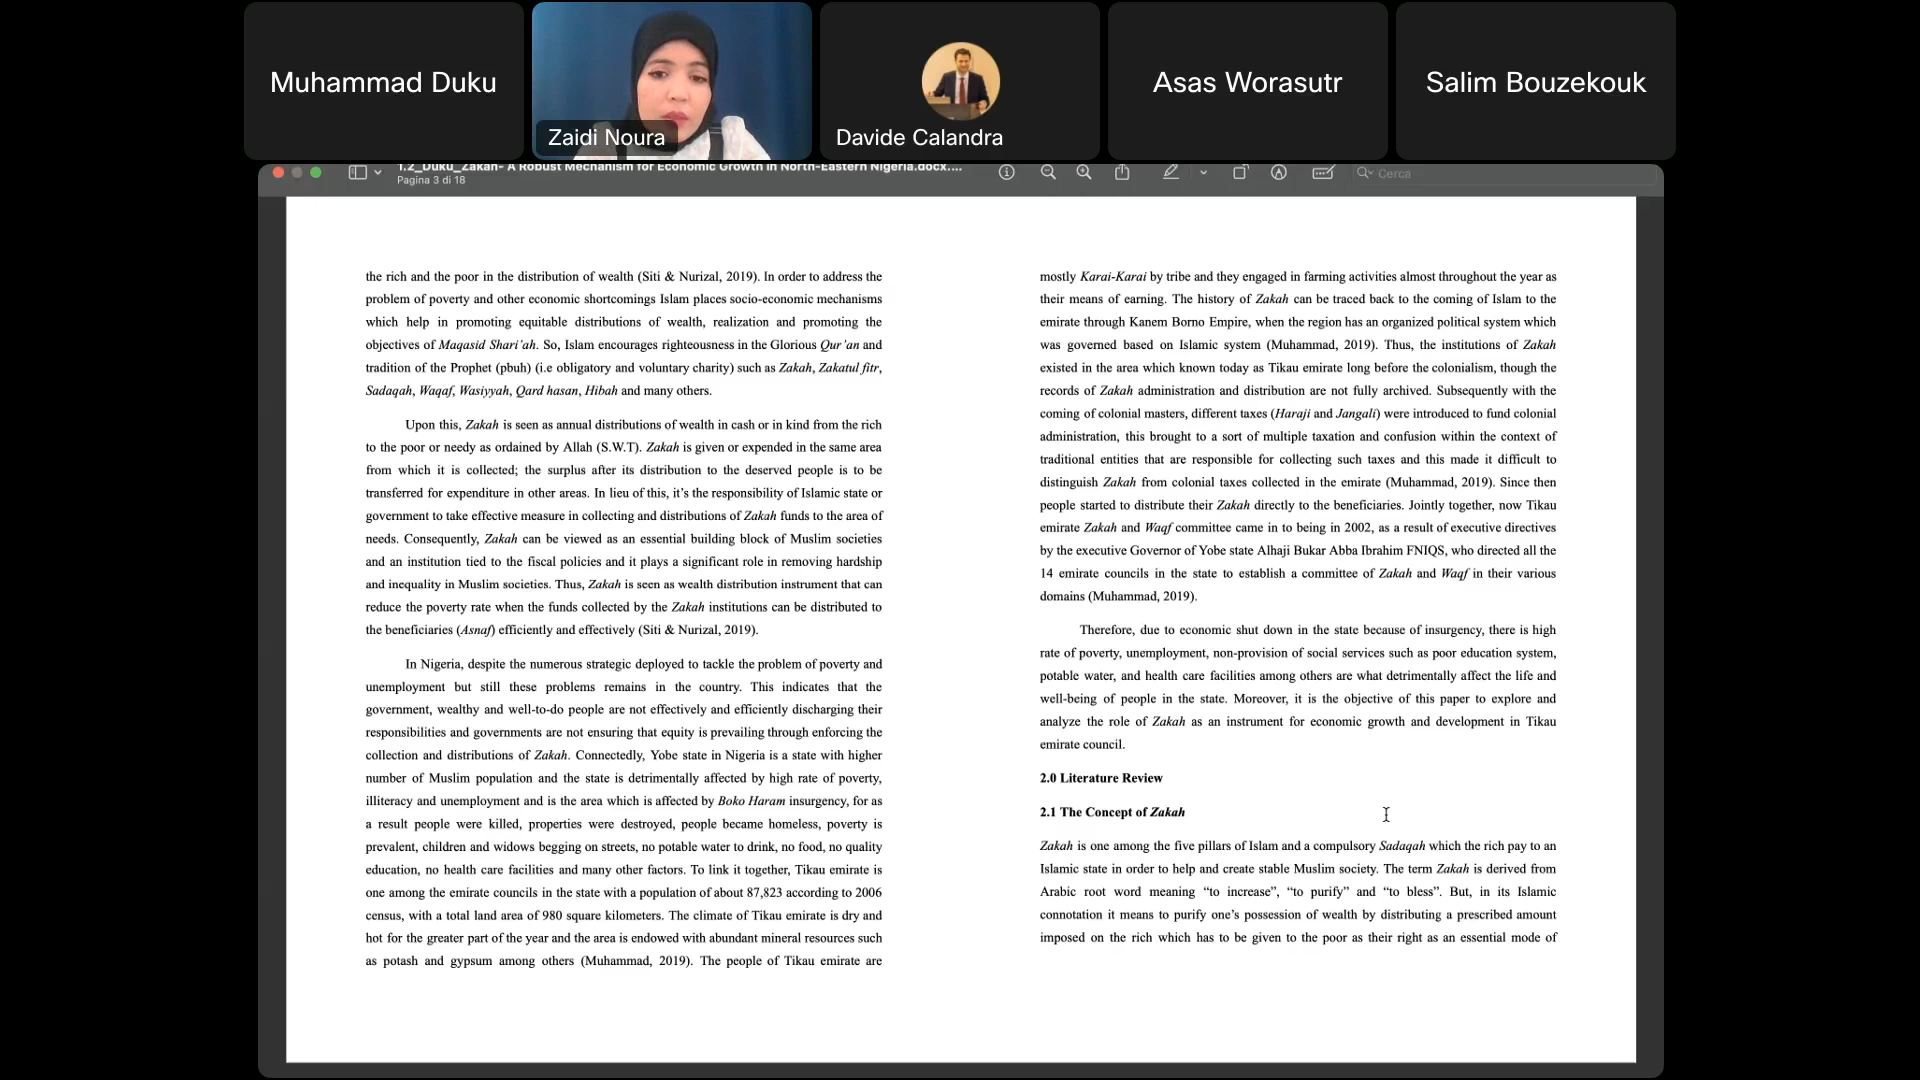 Muhammad Duku
Zaidi Noura
Davide Calandra
Asas Worasutr
Salim Bouzekouk
1.2_Duku_Zakah- A Robust Mechanism for Economic Growth in North-Eastern Nigeria.docx....
Pagina 3 di 18
Cerca
the rich and the poor in the distribution of wealth (Siti & Nurizal, 2019). In order to address the
problem of poverty and other economic shortcomings Islam places socio-economic mechanisms
which help in promoting equitable distributions of wealth, realization and promoting the
objectives of Maqasid Shari'ah. So, Islam encourages righteousness in the Glorious Qur'an and
tradition of the Prophet (pbuh) (i.e obligatory and voluntary charity) such as Zakah, Zakatul fitr,
Sadaqah, Waqaf, Wasiyyah, Qard hasan, Hibah and many others.
Upon this, Zakah is seen as annual distributions of wealth in cash or in kind from the rich
to the poor or needy as ordained by Allah (S.W.T). Zakah is given or expended in the same area
from which it is collected; the surplus after its distribution to the deserved people is to be
transferred for expenditure in other areas. In lieu of this, it's the responsibility of Islamic state or
government to take effective measure in collecting and distributions of Zakah funds to the area of
needs. Consequently, Zakah can be viewed as an essential building block of Muslim societies
and an institution tied to the fiscal policies and it plays a significant role in removing hardship
and inequality in Muslim societies. Thus, Zakah is seen as wealth distribution instrument that can
reduce the poverty rate when the funds collected by the Zakah institutions can be distributed to
the beneficiaries (Asnaf) efficiently and effectively (Siti & Nurizal, 2019).
In Nigeria, despite the numerous strategic deployed to tackle the problem of poverty and
unemployment but still these problems remains in the country. This indicates that the
government, wealthy and well-to-do people are not effectively and efficiently discharging their
responsibilities and governments are not ensuring that equity is prevailing through enforcing the
collection and distributions of Zakah. Connectedly, Yobe state in Nigeria is a state with higher
number of Muslim population and the state is detrimentally affected by high rate of poverty,
illiteracy and unemployment and is the area which is affected by Boko Haram insurgency, for as
a result people were killed, properties were destroyed, people became homeless, poverty is
prevalent, children and widows begging on streets, no potable water to drink, no food, no quality
education, no health care facilities and many other factors. To link it together, Tikau emirate is
one among the emirate councils in the state with a population of about 87,823 according to 2006
census, with a total land area of 980 square kilometers. The climate of Tikau emirate is dry and
hot for the greater part of the year and the area is endowed with abundant mineral resources such
as potash and gypsum among others (Muhammad, 2019). The people of Tikau emirate are
mostly Karai-Karai by tribe and they engaged in farming activities almost throughout the year as
their means of earning. The history of Zakah can be traced back to the coming of Islam to the
emirate through Kanem Borno Empire, when the region has an organized political system which
was governed based on Islamic system (Muhammad, 2019). Thus, the institutions of Zakah
existed in the area which known today as Tikau emirate long before the colonialism, though the
records of Zakah administration and distribution are not fully archived. Subsequently with the
coming of colonial masters, different taxes (Haraji and Jangali) were introduced to fund colonial
administration, this brought to a sort of multiple taxation and confusion within the context of
traditional entities that are responsible for collecting such taxes and this made it difficult to
distinguish Zakah from colonial taxes collected in the emirate (Muhammad, 2019). Since then
people started to distribute their Zakah directly to the beneficiaries. Jointly together, now Tikau
emirate Zakah and Waqf committee came in to being in 2002, as a result of executive directives
by the executive Governor of Yobe state Alhaji Bukar Abba Ibrahim FNIQS, who directed all the
14 emirate councils in the state to establish a committee of Zakah and Waqf in their various
domains (Muhammad, 2019).
Therefore, due to economic shut down in the state because of insurgency, there is high
rate of poverty, unemployment, non-provision of social services such as poor education system,
potable water, and health care facilities among others are what detrimentally affect the life and
well-being of people in the state. Moreover, it is the objective of this paper to explore and
analyze the role of Zakah as an instrument for economic growth and development in Tikau
emirate council.
2.0 Literature Review
2.1 The Concept of Zakah
Zakah is one among the five pillars of Islam and a compulsory Sadaqah which the rich pay to an
Islamic state in order to help and create stable Muslim society. The term Zakah is derived from
Arabic root word meaning “to increase”, “to purify” and “to bless”. But, in its Islamic
connotation it means to purify one's possession of wealth by distributing a prescribed amount
imposed on the rich which has to be given to the poor as their right as an essential mode of